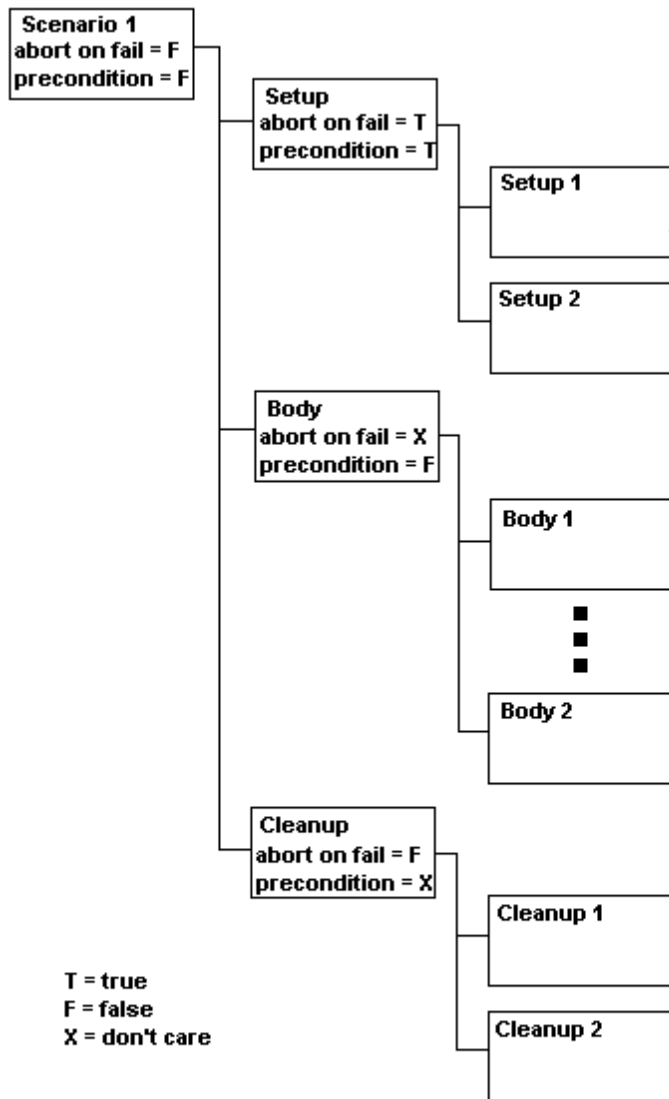 Scenario 1
abort on fail = F
precondition = F
Setup
abort on fail = T
precondition = T
Setup 1
Setup 2
Body
abort on fail = X
precondition = F
Body 1
Body 2
Cleanup
abort on fail = F
precondition = X
Cleanup 1
Cleanup 2
T = true
F = false
X = don't care